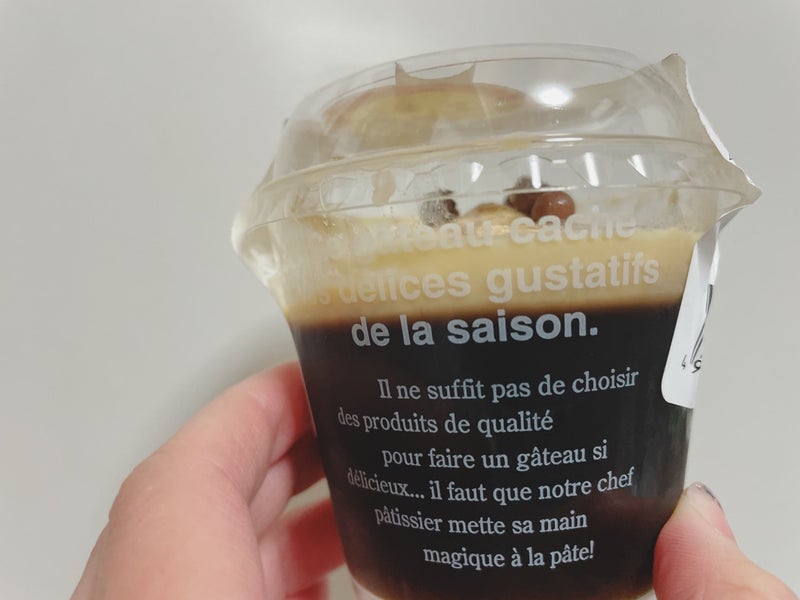 gâteau cache
délices gustatifs
de la saison.
Il ne suffit pas de choisir
des produits de qualité
pour faire un gâteau si
délicieux... il faut que notre chef
pâtissier mette sa main
magique à la pâte!
4